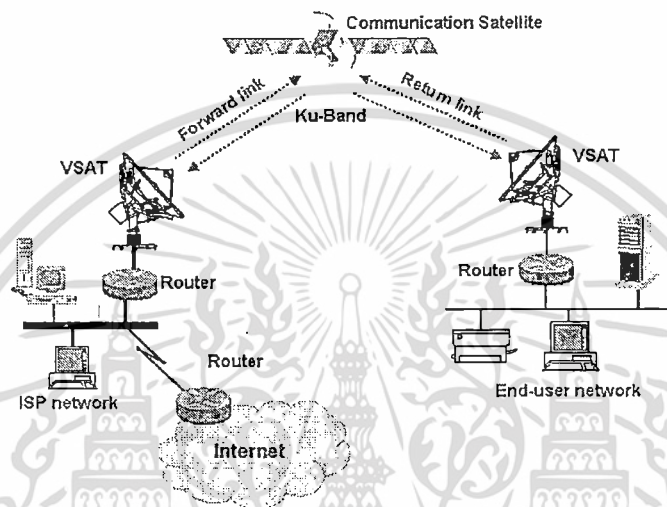 Communication Satellite
Forward link
Return link
Ku-Band
VSAT
VSAT
Router
Router
ISP network
Router
End-user network
Internet